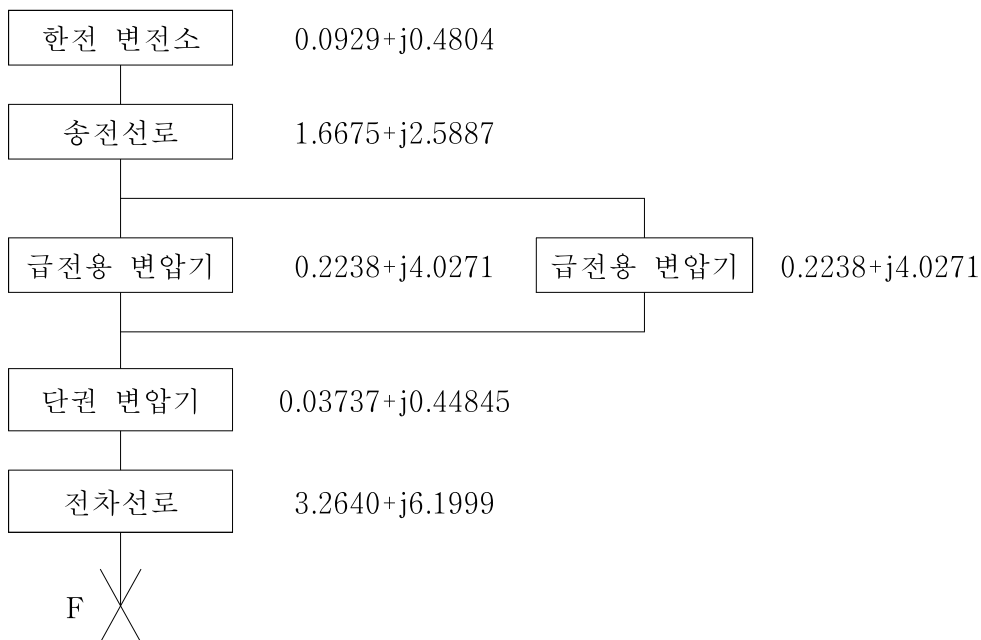 한전 변전소 0.0929+j0.4804
송전선로 1.6675+j2.5887
급전용 변압기 0.2238+j4.0271 급전용 변압기 0.2238+j4.0271
단권 변압기 0.03737+j0.44845
전차선로 3.2640+j6.1999
F